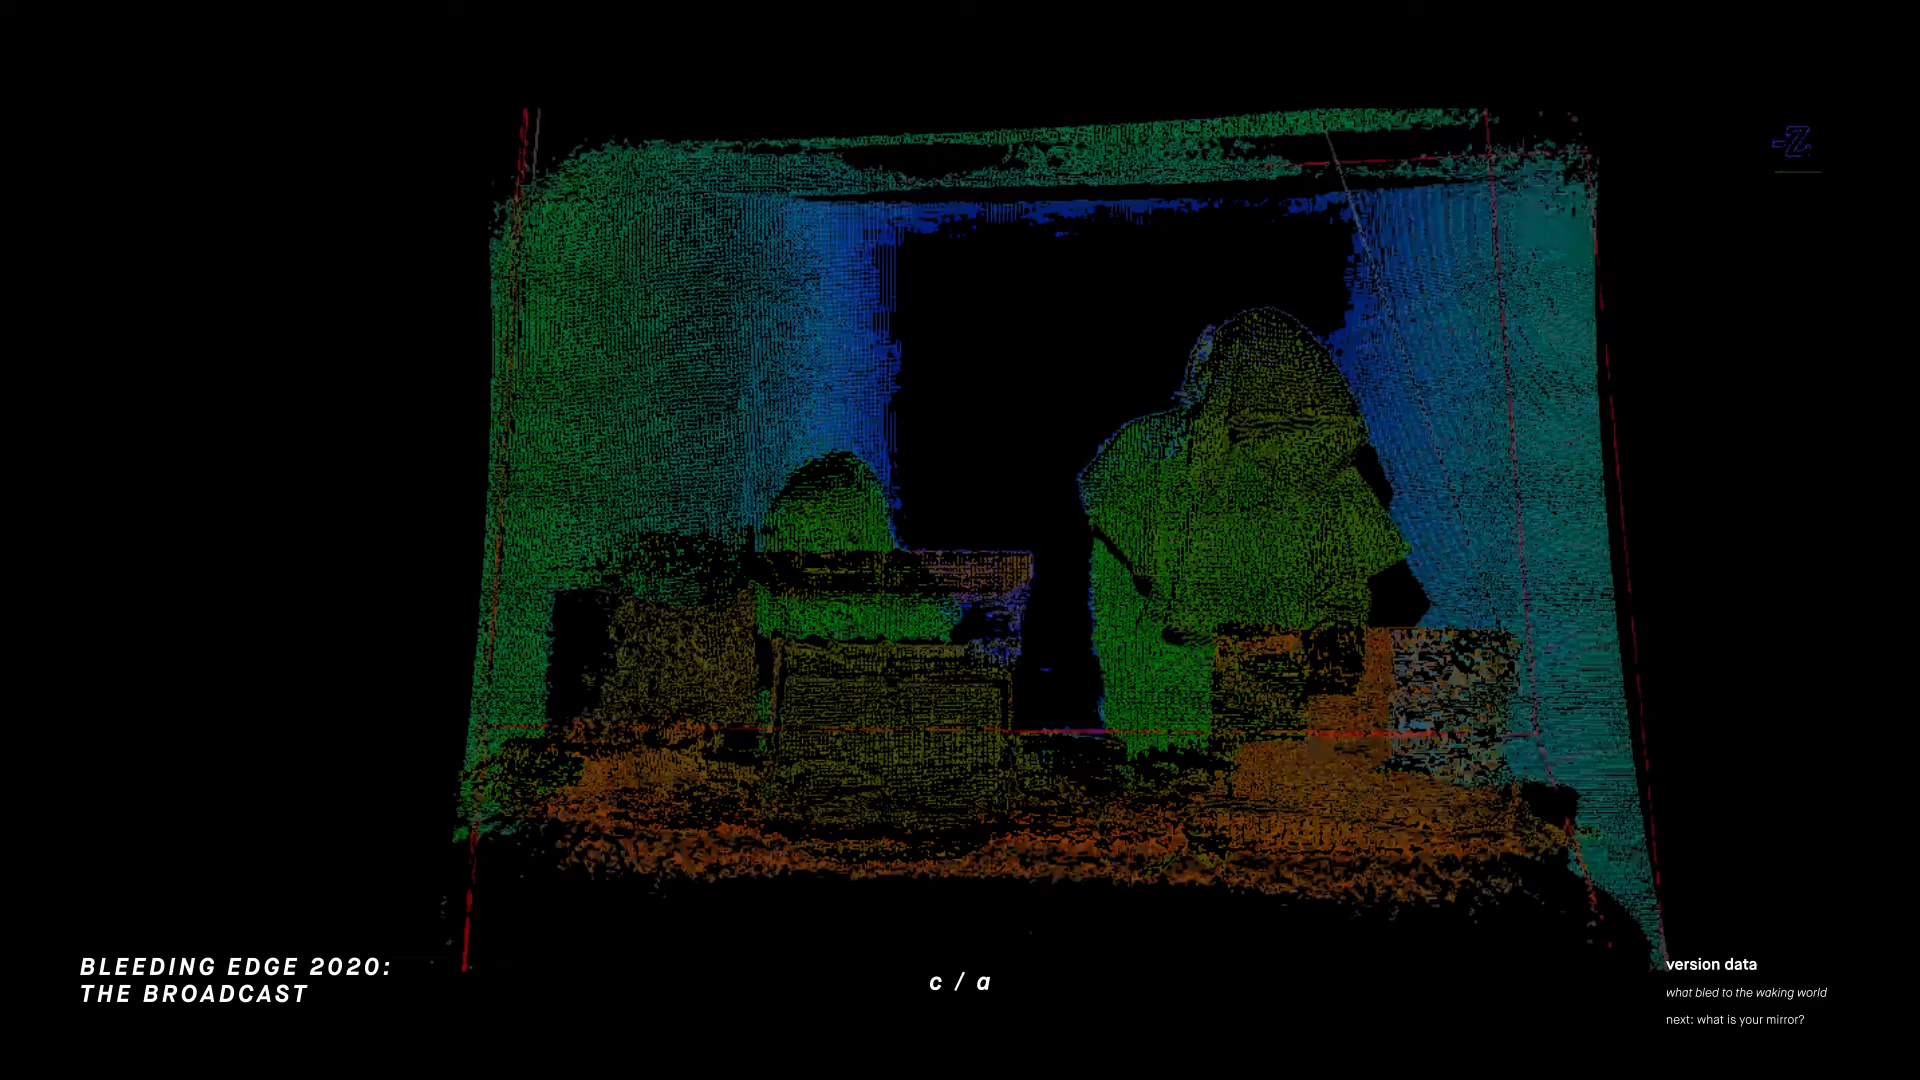 BLEEDING EDGE 2020:
THE BROADCAST
c / a
version data
what bled to the waking world
next: what is your mirror?